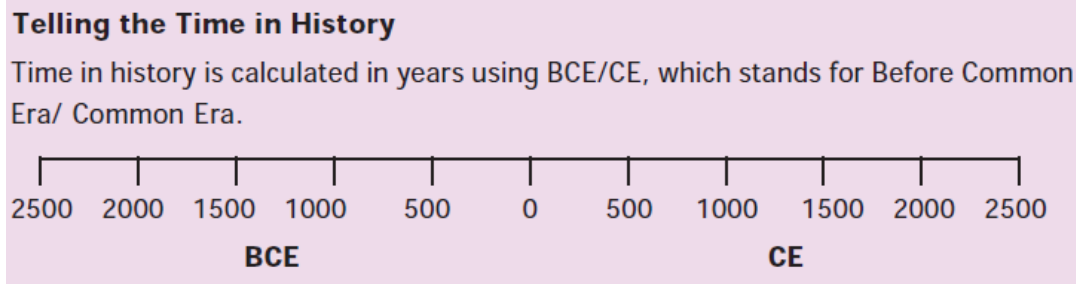 Telling the Time in History
Time in history is calculated in years using BCE/CE, which stands for Before Common
Era/ Common Era.
2500 2000 1500 1000 500 0 500 1000 1500 2000 2500
BCE CE